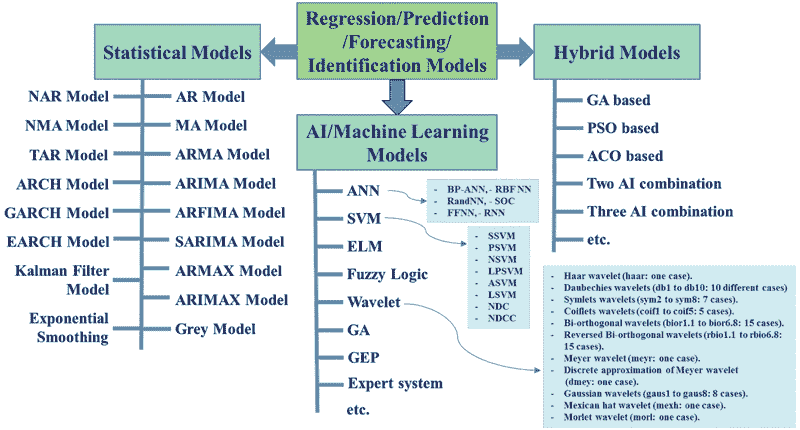 Regression/Prediction
/Forecasting/
Identification Models
Statistical Models
NAR Model
AR Model
NMA Model
MA Model
TAR Model
ARMA Model
ARCH Model
ARIMA Model
GARCH Model
ARFIMA Model
EARCH Model
SARIMA Model
Kalman Filter
Model
ARMAX Model
ARIMAX Model
Exponential
Smoothing
Grey Model
AI/Machine Learning
Models
ANN
SVM
ELM
Fuzzy Logic
Wavelet
GA
GEP
Expert system
etc.
- BP-ANN,- RBF NN
- RandNN, - SOC
- FFNN, - RNN
- SSVM
- PSVM
- NSVM
- LPSVM
- ASVM
- LSVM
- NDC
- NDCC
Hybrid Models
GA based
PSO based
ACO based
Two AI combination
Three AI combination
etc.
- Haar wavelet (haar: one case).
- Daubechies wavelets (db1 to db10: 10 different cases)
- Symlets wavelets (sym2 to sym8: 7 cases).
- Coiflets wavelets (coif1 to coif5: 5 cases).
- Bi-orthogonal wavelets (bior1.1 to bior6.8: 15 cases).
- Reversed Bi-orthogonal wavelets (rbio1.1 to rbio6.8:
15 cases).
- Meyer wavelet (meyr: one case).
- Discrete approximation of Meyer wavelet
(dmey: one case).
- Gaussian wavelets (gaus1 to gaus8: 8 cases).
- Mexican hat wavelet (mexh: one case).
- Morlet wavelet (morl: one case).